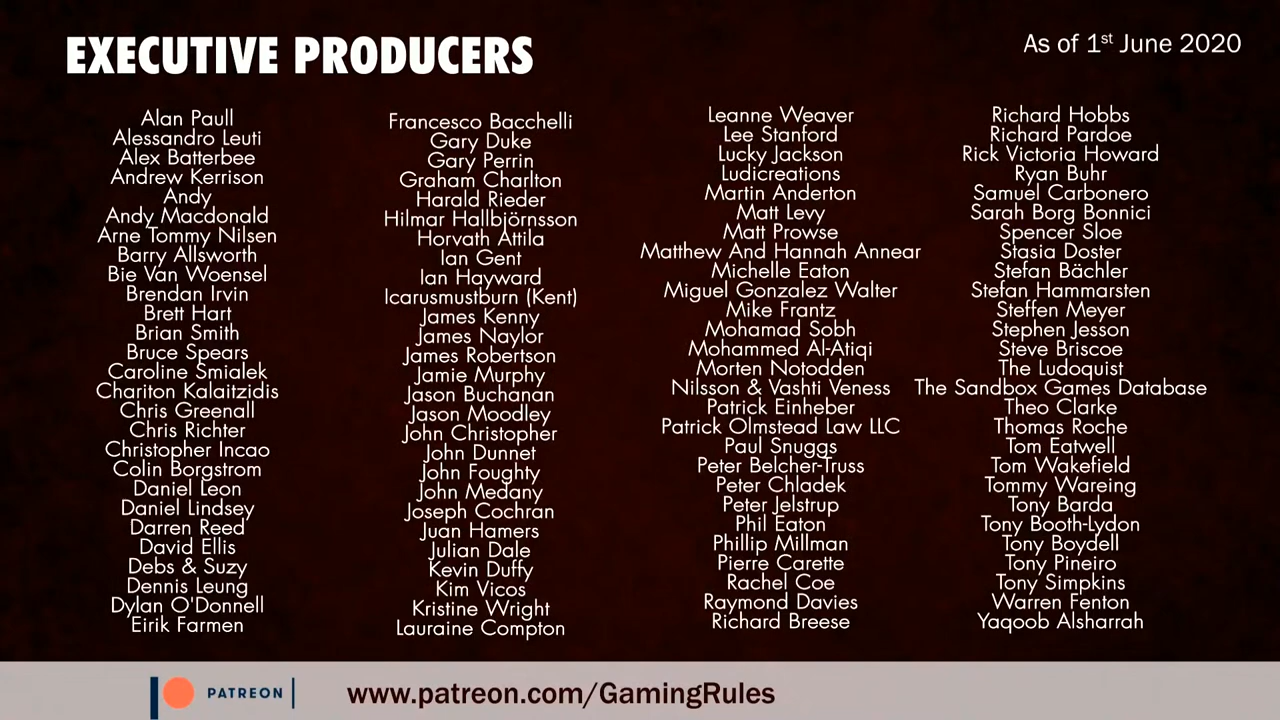 EXECUTIVE PRODUCERS
As of 1st June 2020
Alan Paull
Alessandro Leuti
Alex Batterbee
Andrew Kerrison
Andy
Andy Macdonald
Arne Tommy Nilsen
Barry Allsworth
Bie Van Woensel
Brendan Irvin
Brett Hart
Brian Smith
Bruce Spears
Caroline Smialek
Chariton Kalaitzidis
Chris Greenall
Chris Richter
Christopher Incao
Colin Borgstrom
Daniel Leon
Daniel Lindsey
Darren Reed
David Ellis
Debs & Suzy
Dennis Leung
Dylan O'Donnell
Eirik Farmen
Francesco Bacchelli
Gary Duke
Gary Perrin
Graham Charlton
Harald Rieder
Hilmar Hallbjörnsson
Horvath Attila
Ian Gent
Ian Hayward
Icarusmustburn (Kent)
James Kenny
James Naylor
James Robertson
Jamie Murphy
Jason Buchanan
Jason Moodley
John Christopher
John Dunnet
John Foughty
John Medany
Joseph Cochran
Juan Hamers
Julian Dale
Kevin Duffy
Kim Vicos
Kristine Wright
Lauraine Compton
Leanne Weaver
Lee Stanford
Lucky Jackson
Ludicreations
Martin Anderton
Matt Levy
Matt Prowse
Matthew And Hannah Annear
Michelle Eaton
Miguel Gonzalez Walter
Mike Frantz
Mohamad Sobh
Mohammed Al-Atiqi
Morten Notodden
Nilsson & Vashti Veness
Patrick Einheber
Patrick Olmstead Law LLC
Paul Snuggs
Peter Belcher-Truss
Peter Chladek
Peter Jelstrup
Phil Eaton
Phillip Millman
Pierre Carette
Rachel Coe
Raymond Davies
Richard Breese
Richard Hobbs
Richard Pardoe
Rick Victoria Howard
Ryan Buhr
Samuel Carbonero
Sarah Borg Bonnici
Spencer Sloe
Stasia Doster
Stefan Bächler
Stefan Hammarsten
Steffen Meyer
Stephen Jesson
Steve Briscoe
The Ludoquist
The Sandbox Games Database
Theo Clarke
Thomas Roche
Tom Eatwell
Tom Wakefield
Tommy Wareing
Tony Barda
Tony Booth-Lydon
Tony Boydell
Tony Pineiro
Tony Simpkins
Warren Fenton
Yaqoob Alsharrah
PATREON
www.patreon.com/GamingRules